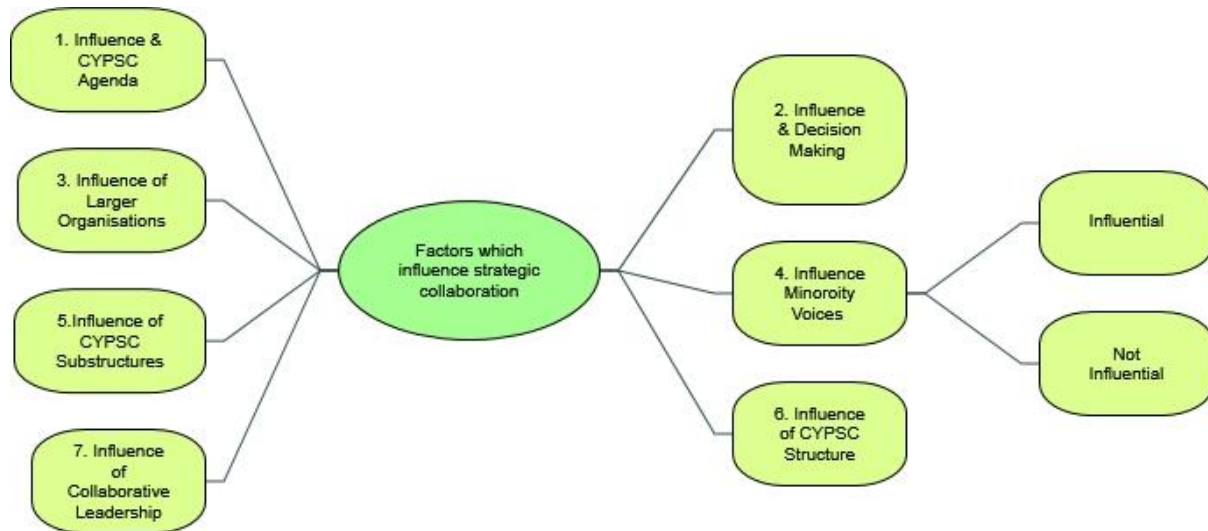 1. Influence &
CYPSC
Agenda
3. Influence of
Larger
Organisations
5.Influence of
CYPSC
Substructures
7. Influence
of
Collaborative
Leadership
Factors which
influence strategic
collaboration
2. Influence
& Decision
Making
4. Influence
Minoroity
Voices
6. Influence
of CYPSC
Structure
Influential
Not
Influential